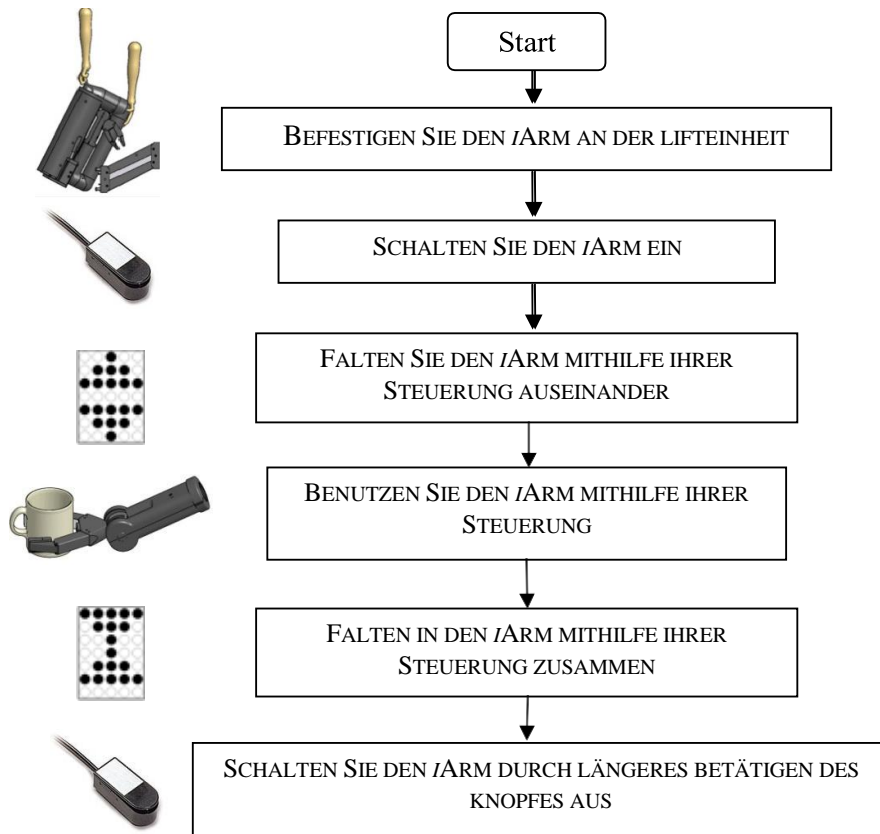 Start
BEFESTIGEN SIE DEN iARM AN DER LIFTEINHEIT
SCHALTEN SIE DEN iARM EIN
FALTEN SIE DEN iARM MITHILFE IHRER
STEUERUNG AUSEINANDER
BENUTZEN SIE DEN iARM MITHILFE IHRER
STEUERUNG
FALTEN IN DEN iARM MITHILFE IHRER
STEUERUNG ZUSAMMEN
SCHALTEN SIE DEN iARM DURCH LÄNGERES BETÄTIGEN DES
KNOPFES AUS